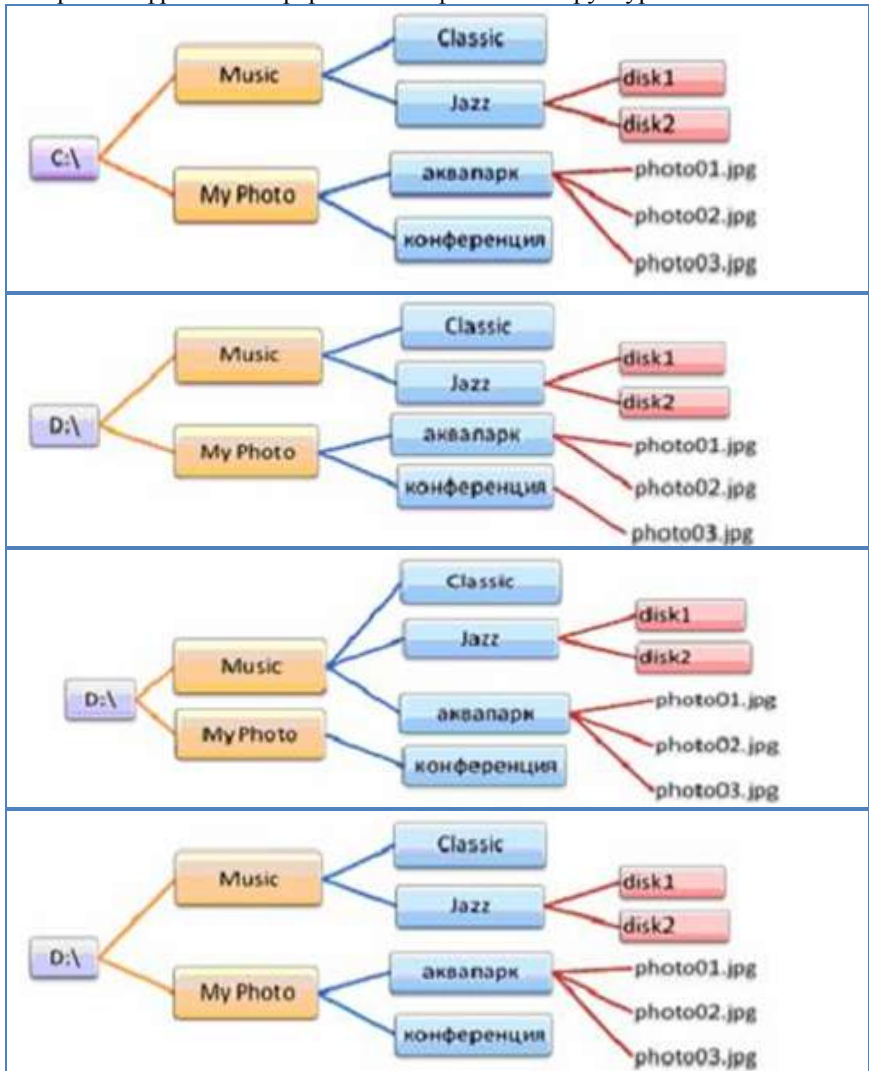 Classic
Music
disk1
Jazz
disk2
C:\
аквапарк
photo01.jpg
My Photo
photo02.jpg
конференция
photo03.jpg
Classic
Music
disk1
Jazz
disk2
D:\
аквапарк
photo01.jpg
My Photo
конференция
photo02.jpg
photo03.jpg
Classic
disk1
Jazz
disk2
Music
D:\
аквапарк
photo01.jpg
My Photo
photo02.jpg
конференция
photo03.jpg
Classic
Music
disk1
Jazz
disk2
D:\
аквапарк
photo01.jpg
My Photo
photo02.jpg
конференция
photo03.jpg